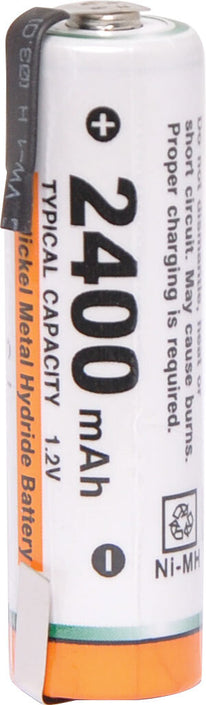 Do not dismantle, heat or
short circuit. May cause burns.
Proper charging is required.
+ 2400 mAh -
TYPICAL CAPACITY 1.2V
Nickel Metal Hydride Battery
Ni-MH